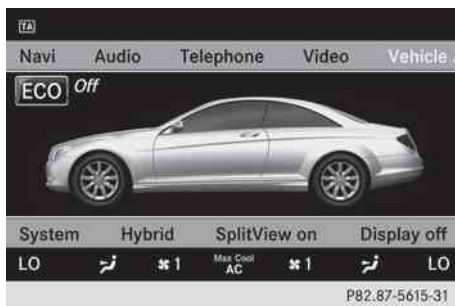 TA
Navi Audio Telephone Video Vehicle
ECO Off
System Hybrid SplitView on Display off
LO 1 Max Cool AC 1 LO
P82.87-5615-31